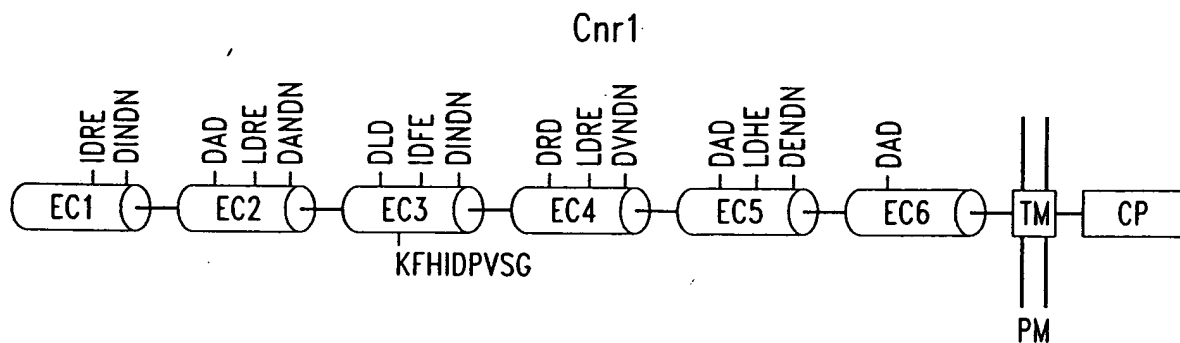 Cnr1
IDRE
DINDN
DAD
LDRE
DANDN
DLD
IDFE
DINDN
DRD
LDRE
DVNDN
DAD
LDHE
DENDN
DAD
EC1
EC2
EC3
EC4
EC5
EC6
TM
CP
KFHIDPVSG
PM